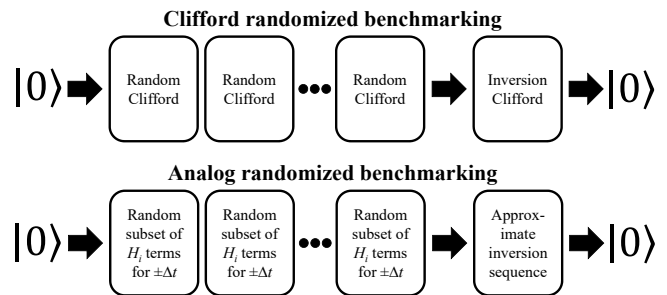 Clifford randomized benchmarking
|0⟩ Random Clifford Random Clifford ••• Random Clifford Inversion Clifford |0⟩
Analog randomized benchmarking
|0⟩ Random subset of H_i terms for ±Δt Random subset of H_i terms for ±Δt ••• Random subset of H_i terms for ±Δt Approx-imate inversion sequence |0⟩